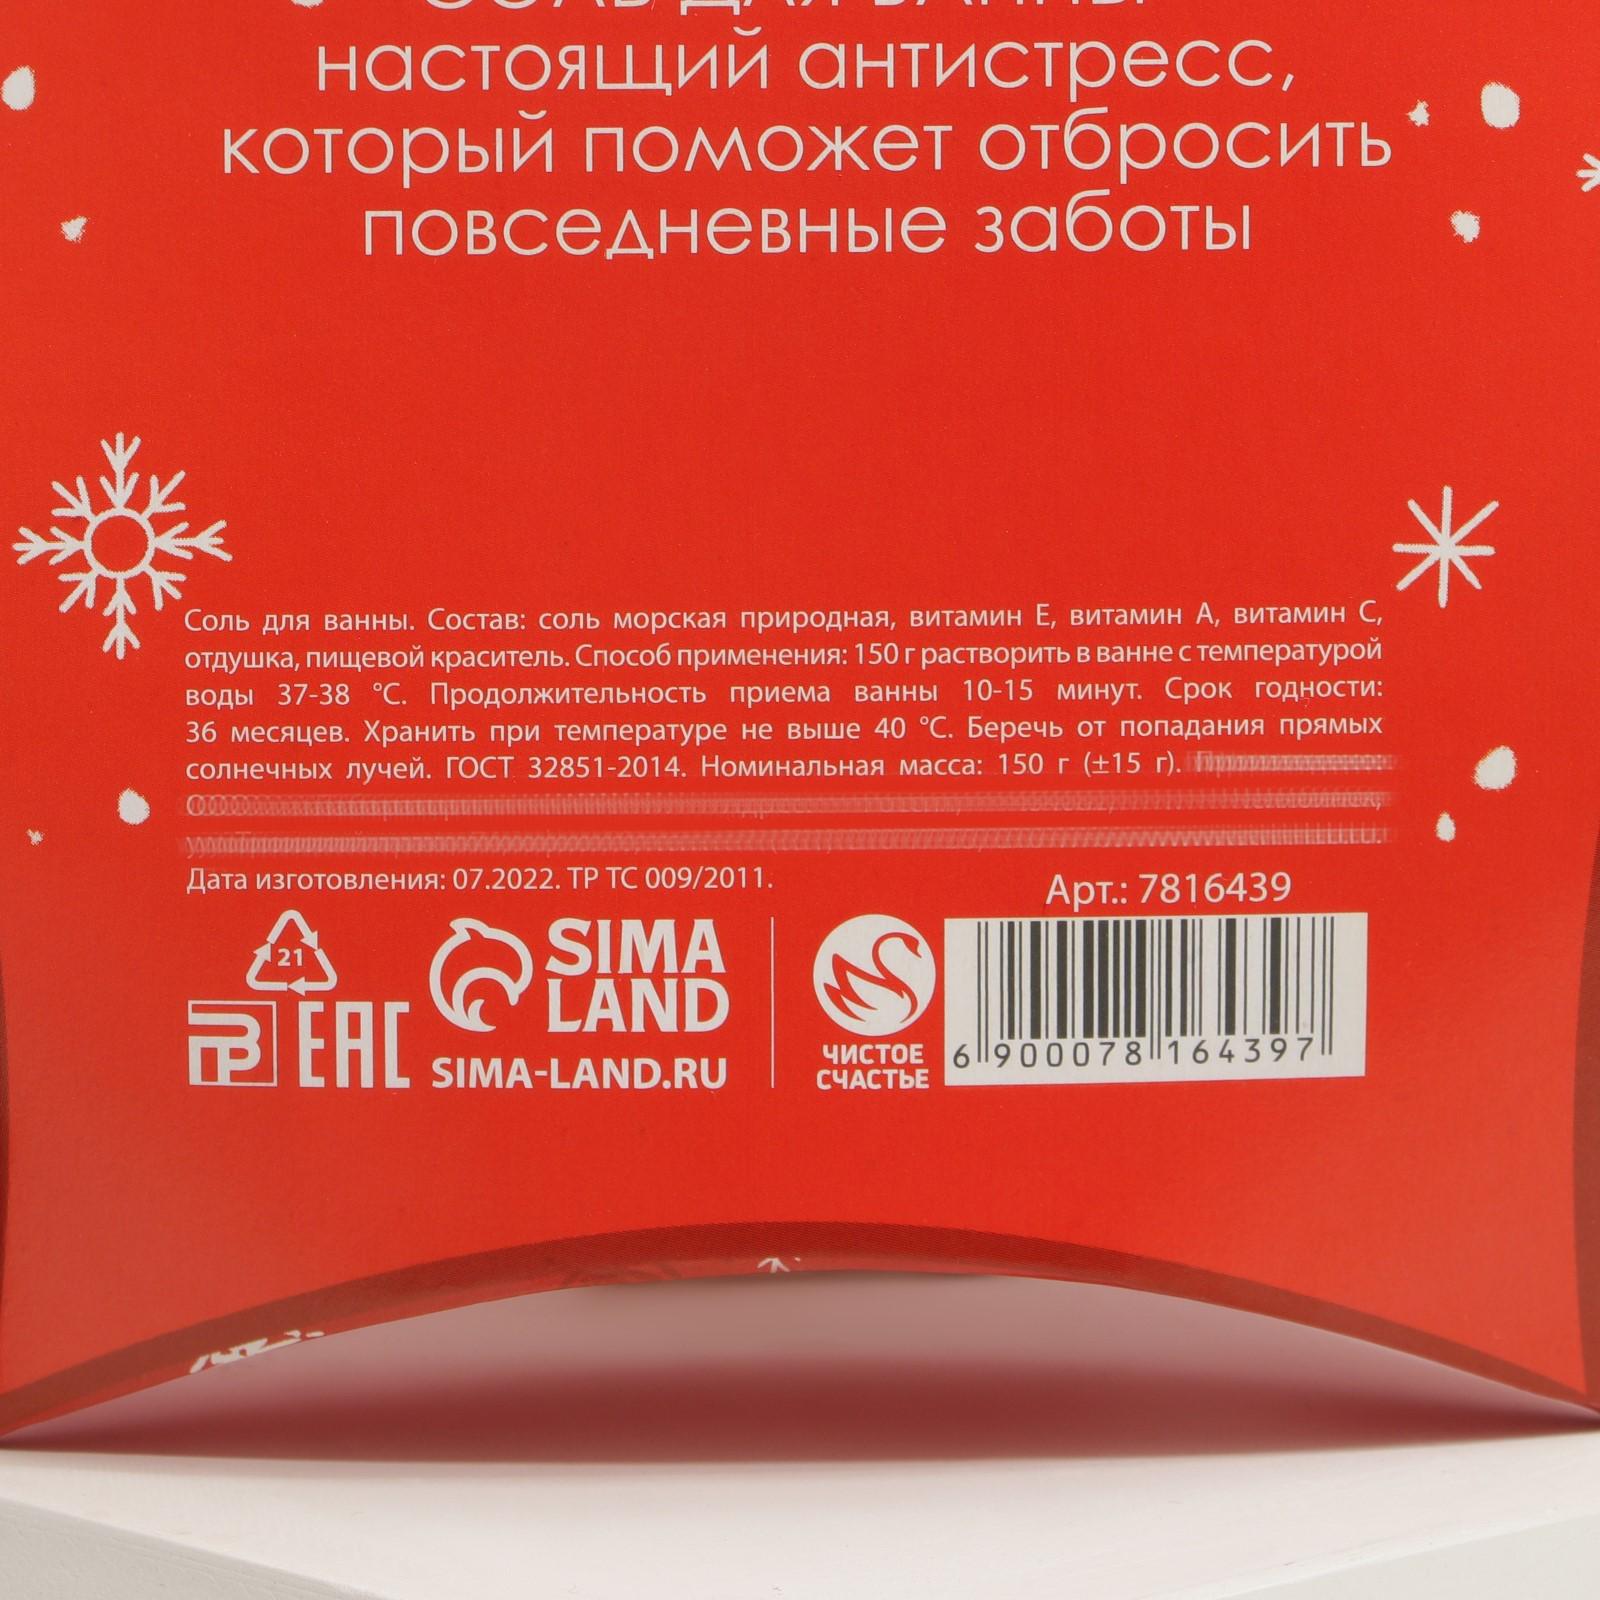 СОЛЬ ДЛЯ ВАННЫ
настоящий антистресс,
который поможет отбросить
повседневные заботы
Соль для ванны. Состав: соль морская природная, витамин Е, витамин А, витамин С,
отдушка, пищевой краситель. Способ применения: 150 г растворить в ванне с температурой
воды 37-38 °С. Продолжительность приема ванны 10-15 минут. Срок годности:
36 месяцев. Хранить при температуре не выше 40 °С. Беречь от попадания прямых
солнечных лучей. ГОСТ 32851-2014. Номинальная масса: 150 г (±15 г).
Дата изготовления: 07.2022. ТР ТС 009/2011.
Арт.: 7816439
21
EAC
SIMA
LAND
SIMA-LAND.RU
ЧИСТОЕ
СЧАСТЬЕ
6 900078 164397